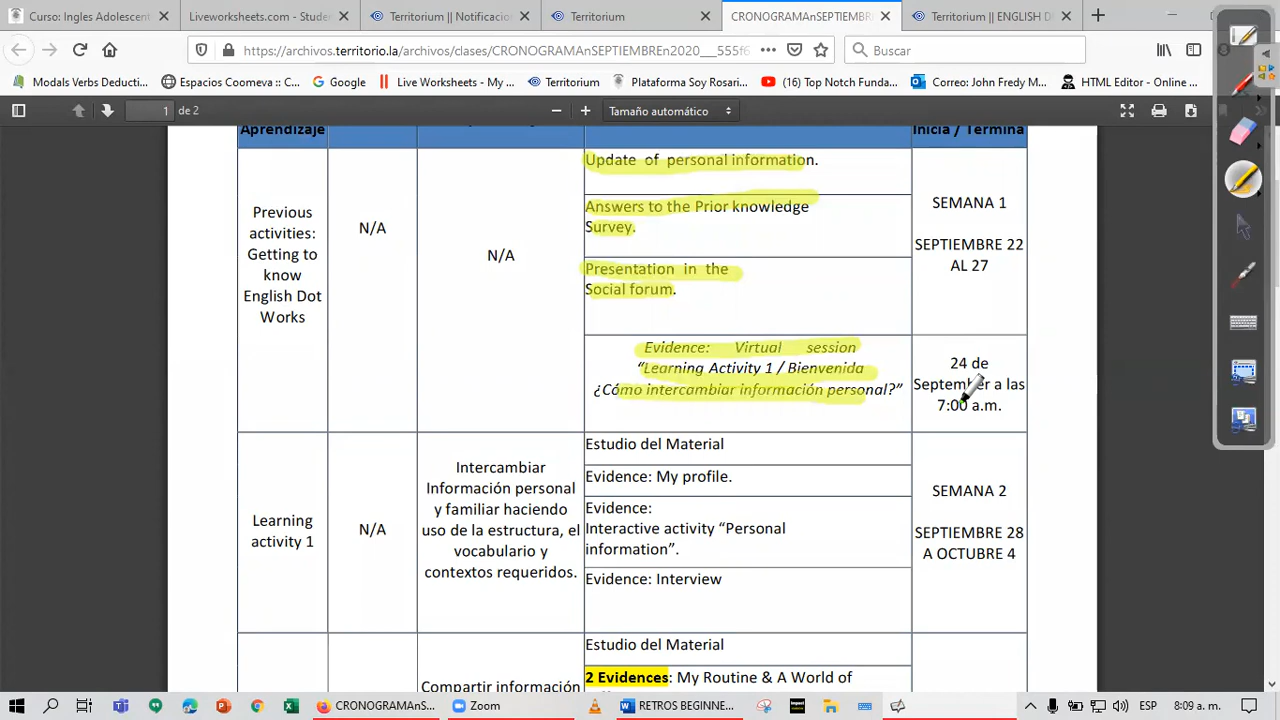 Curso: Ingles Adolescent
Liveworksheets.com - Stude
Territorium || Notificacio
Territorium
CRONOGRAMAnSEPTIEMBR
Territorium || ENGLISH D
https://archivos.territorio.la/archivos/clases/CRONOGRAMAnSEPTIEMBREn2020___555f6
Buscar
Modals Verbs Deducti...
Espacios Coomeva :: C...
Google
Live Worksheets - My ...
Territorium
Plataforma Soy Rosari...
(16) Top Notch Funda...
Correo: John Fredy M...
HTML Editor - Online ...
1 de 2
Tamaño automático
Aprendizaje
Inicia / Termina
Previous
activities:
Getting to
know
English Dot
Works
N/A
N/A
Update of personal information.
Answers to the Prior knowledge
Survey.
Presentation in the
Social forum.
SEMANA 1
SEPTIEMBRE 22
AL 27
Evidence: Virtual session
“Learning Activity 1 / Bienvenida
¿Cómo intercambiar información personal?”
24 de
September a las
7:00 a.m.
Learning
activity 1
N/A
Intercambiar
Información personal
y familiar haciendo
uso de la estructura, el
vocabulario y
contextos requeridos.
Estudio del Material
Evidence: My profile.
Evidence:
Interactive activity “Personal
information”.
Evidence: Interview
SEMANA 2
SEPTIEMBRE 28
A OCTUBRE 4
Compartir información
Estudio del Material
2 Evidences: My Routine & A World of
CRONOGRAMAnS...
Zoom
RETROS BEGINNE...
ESP
8:09 a. m.